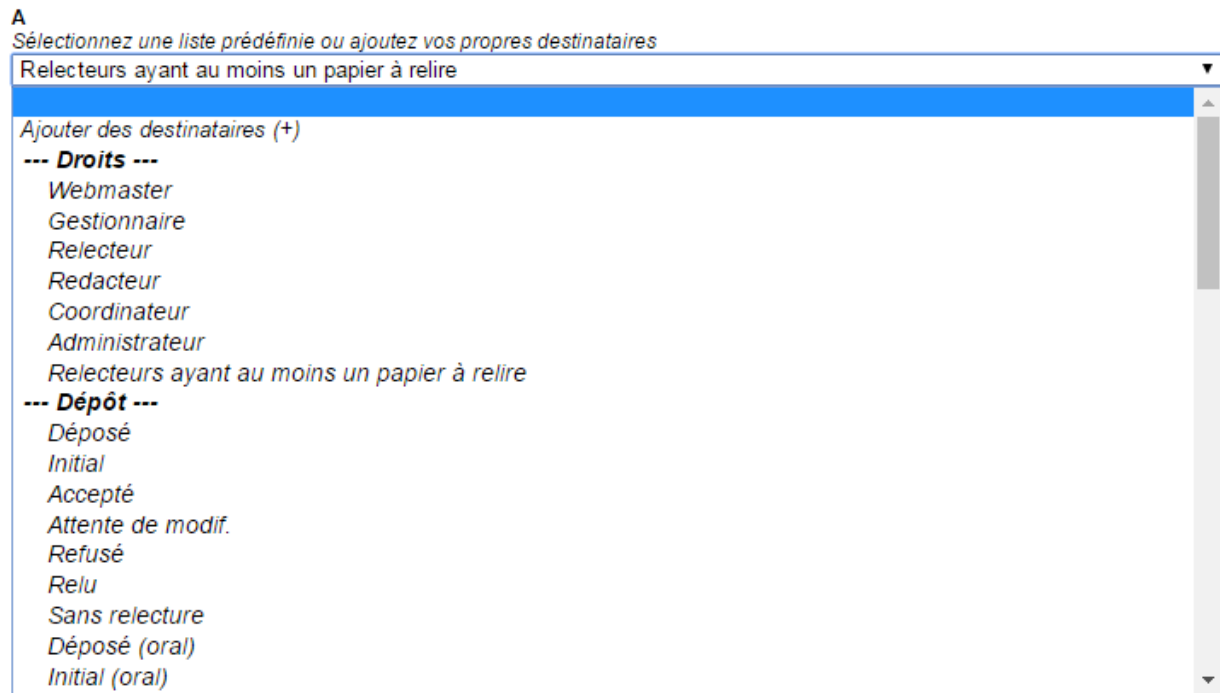 A
Sélectionnez une liste prédéfinie ou ajoutez vos propres destinataires
Relecteurs ayant au moins un papier à relire
Ajouter des destinataires (+)
--- Droits ---
Webmaster
Gestionnaire
Relecteur
Redacteur
Coordinateur
Administrateur
Relecteurs ayant au moins un papier à relire
--- Dépôt ---
Déposé
Initial
Accepté
Attente de modif.
Refusé
Relu
Sans relecture
Déposé (oral)
Initial (oral)